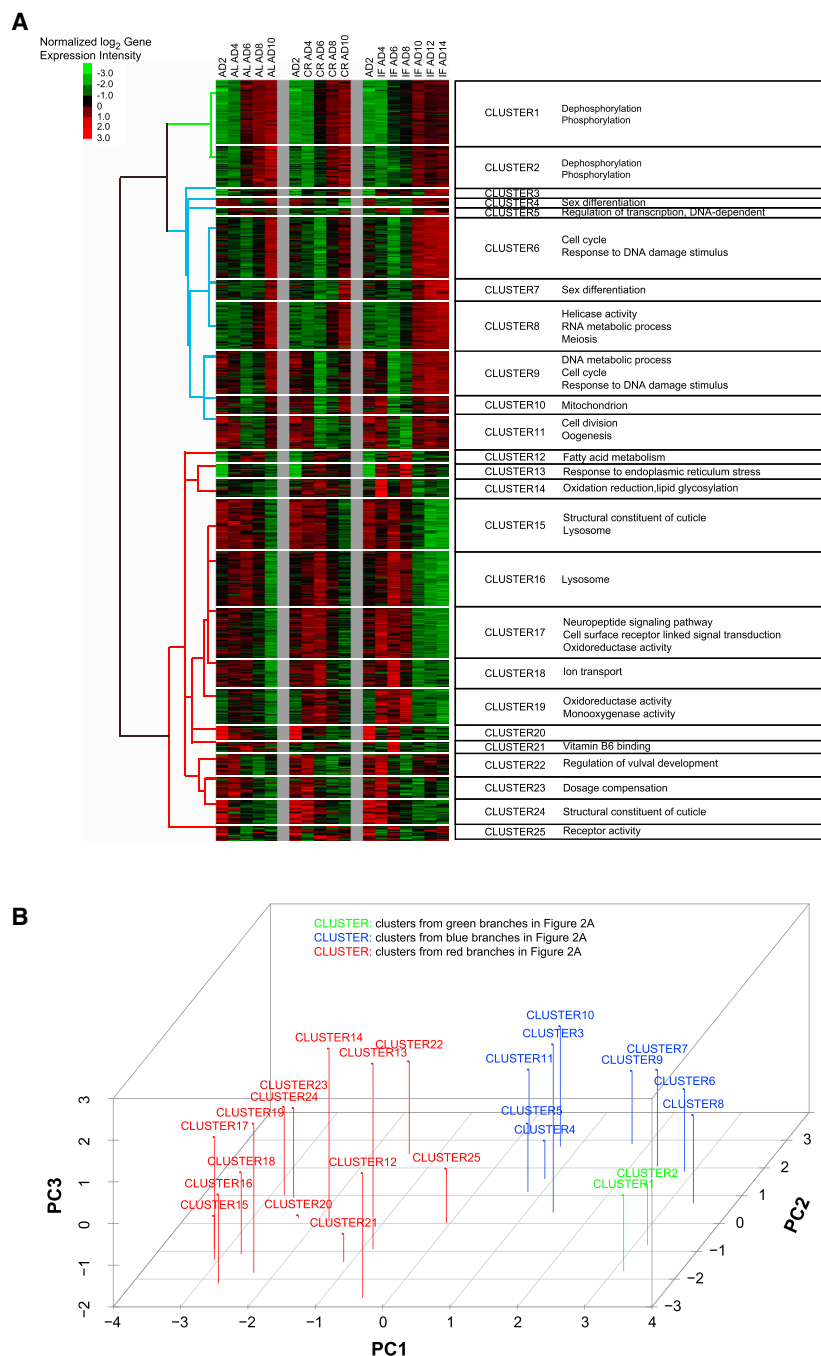 A
Normalized log2 Gene
Expression Intensity
-3.0
-2.0
-1.0
0
1.0
2.0
3.0
AD2
AL AD4
AL AD6
AL AD8
AL AD10
AD2
CR AD4
CR AD6
CR AD8
CR AD10
AD2
IF AD4
IF AD6
IF AD8
IF AD10
IF AD12
IF AD14
CLUSTER1 Dephosphorylation
Phosphorylation
CLUSTER2 Dephosphorylation
Phosphorylation
CLUSTER3
CLUSTER4 Sex differentiation
CLUSTER5 Regulation of transcription, DNA-dependent
CLUSTER6 Cell cycle
Response to DNA damage stimulus
CLUSTER7 Sex differentiation
CLUSTER8 Helicase activity
RNA metabolic process
Meiosis
CLUSTER9 DNA metabolic process
Cell cycle
Response to DNA damage stimulus
CLUSTER10 Mitochondrion
CLUSTER11 Cell division
Oogenesis
CLUSTER12 Fatty acid metabolism
CLUSTER13 Response to endoplasmic reticulum stress
CLUSTER14 Oxidation reduction,lipid glycosylation
CLUSTER15 Structural constituent of cuticle
Lysosome
CLUSTER16 Lysosome
CLUSTER17 Neuropeptide signaling pathway
Cell surface receptor linked signal transduction
Oxidoreductase activity
CLUSTER18 Ion transport
CLUSTER19 Oxidoreductase activity
Monooxygenase activity
CLUSTER20
CLUSTER21 Vitamin B6 binding
CLUSTER22 Regulation of vulval development
CLUSTER23 Dosage compensation
CLUSTER24 Structural constituent of cuticle
CLUSTER25 Receptor activity
B
CLUSTER: clusters from green branches in Figure 2A
CLUSTER: clusters from blue branches in Figure 2A
CLUSTER: clusters from red branches in Figure 2A
CLUSTER10
CLUSTER3
CLUSTER14
CLUSTER22
CLUSTER13
CLUSTER11
CLUSTER7
CLUSTER9
CLUSTER6
CLUSTER23
CLUSTER24
CLUSTER19
CLUSTER17
CLUSTER5
CLUSTER4
CLUSTER8
CLUSTER18
CLUSTER12
CLUSTER25
CLUSTER2
CLUSTER1
CLUSTER16
CLUSTER15
CLUSTER20
CLUSTER21
PC3
3
2
1
0
−1
−2
PC1
−4
−3
−2
−1
0
1
2
3
4
PC2
−3
−2
−1
0
1
2
3